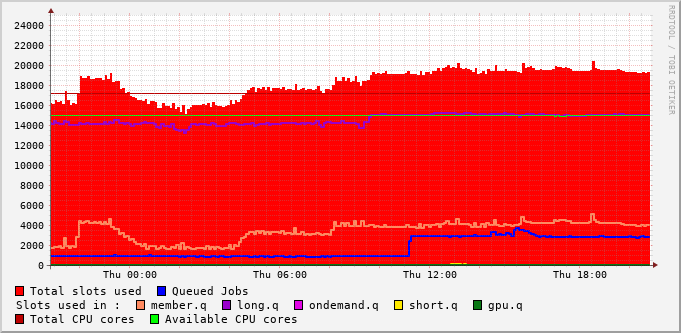 24000
22000
20000
18000
16000
14000
12000
10000
8000
6000
4000
2000
0
Thu 00:00 Thu 06:00 Thu 12:00 Thu 18:00
RRDTOOL / TOBI OETIKER
Total slots used Queued Jobs
Slots used in : member.q long.q ondemand.q short.q gpu.q
Total CPU cores Available CPU cores